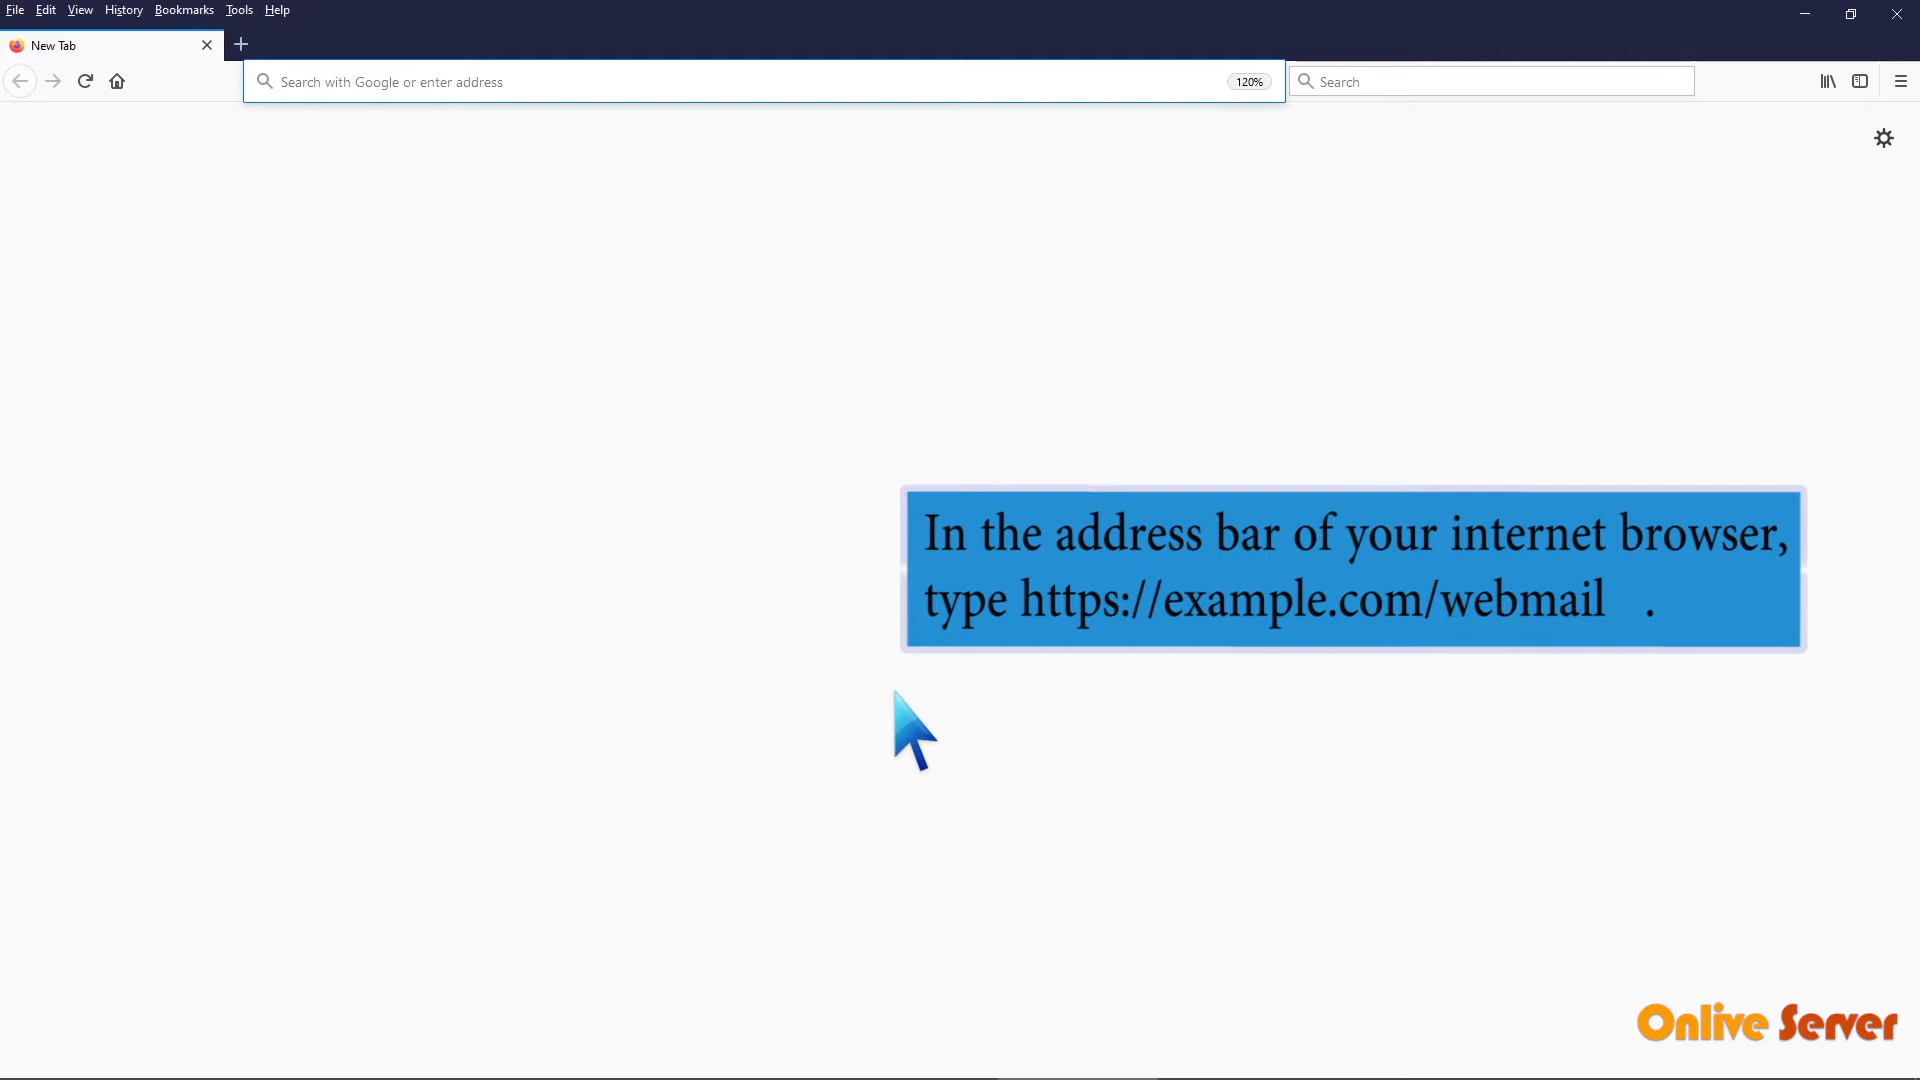 File Edit View History Bookmarks Tools Help
New Tab
Search with Google or enter address 120% Search
In the address bar of your internet browser,
type https://example.com/webmail .
Onlive Server